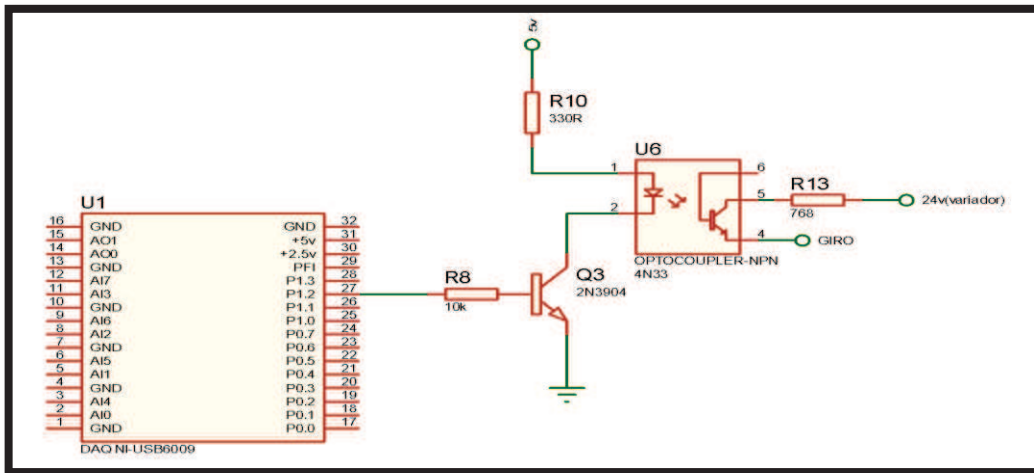 5v
R10
330R
U6
1
2
6
5
4
R13
768
24v(variador)
GIRO
OPTOCOUPLER-NPN
4N33
U1
16 GND GND 32
15 AO1 +5v 31
14 AO0 +2.5v 30
13 GND PFI 29
12 AI7 P1.3 28
11 AI3 P1.2 27
10 GND P1.1 26
9 AI6 P1.0 25
8 AI2 P0.7 24
7 GND P0.6 23
6 AI5 P0.5 22
5 AI1 P0.4 21
4 GND P0.3 20
3 AI4 P0.2 19
2 AI0 P0.1 18
1 GND P0.0 17
DAQ NI-USB6009
R8
10k
Q3
2N3904